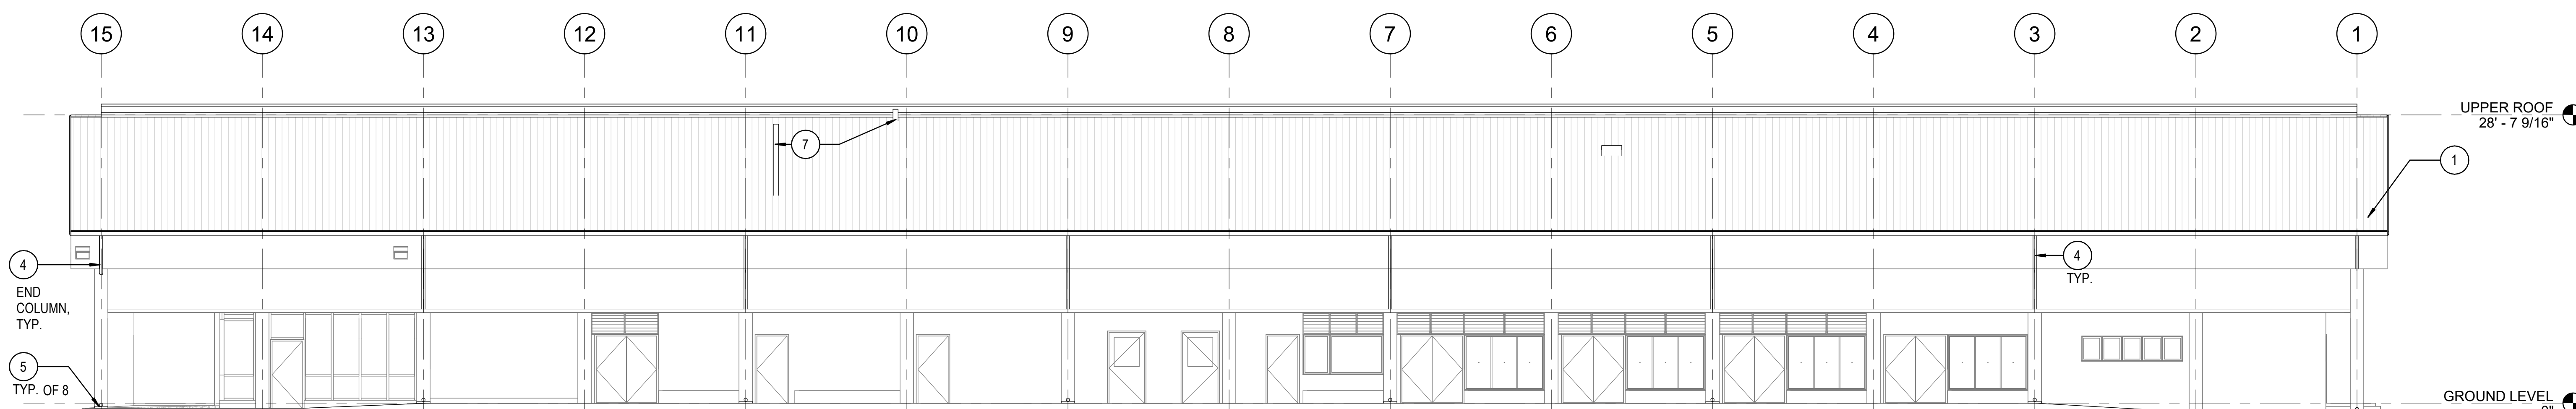 15 14 13 12 11 10 9 8 7 6 5 4 3 2 1
UPPER ROOF
28' - 7 9/16"
7
1
4
END
COLUMN,
TYP.
4
TYP.
5
TYP. OF 8
GROUND LEVEL